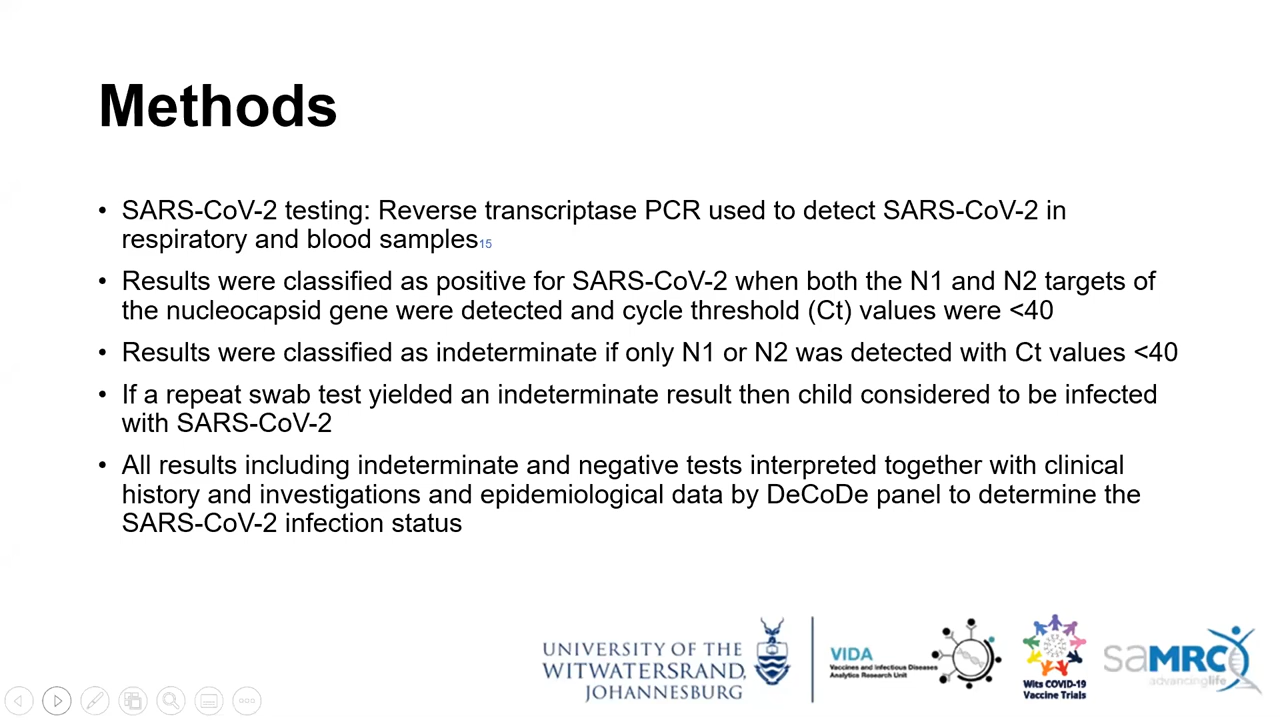 Methods
• SARS-CoV-2 testing: Reverse transcriptase PCR used to detect SARS-CoV-2 in
respiratory and blood samples15
• Results were classified as positive for SARS-CoV-2 when both the N1 and N2 targets of
the nucleocapsid gene were detected and cycle threshold (Ct) values were <40
• Results were classified as indeterminate if only N1 or N2 was detected with Ct values <40
• If a repeat swab test yielded an indeterminate result then child considered to be infected
with SARS-CoV-2
• All results including indeterminate and negative tests interpreted together with clinical
history and investigations and epidemiological data by DeCoDe panel to determine the
SARS-CoV-2 infection status
UNIVERSITY OF THE
WITWATERSRAND,
JOHANNESBURG
VIDA
Vaccines and Infectious Diseases
Analytics Research Unit
Wits COVID-19
Vaccine Trials
saMRC
advancing life